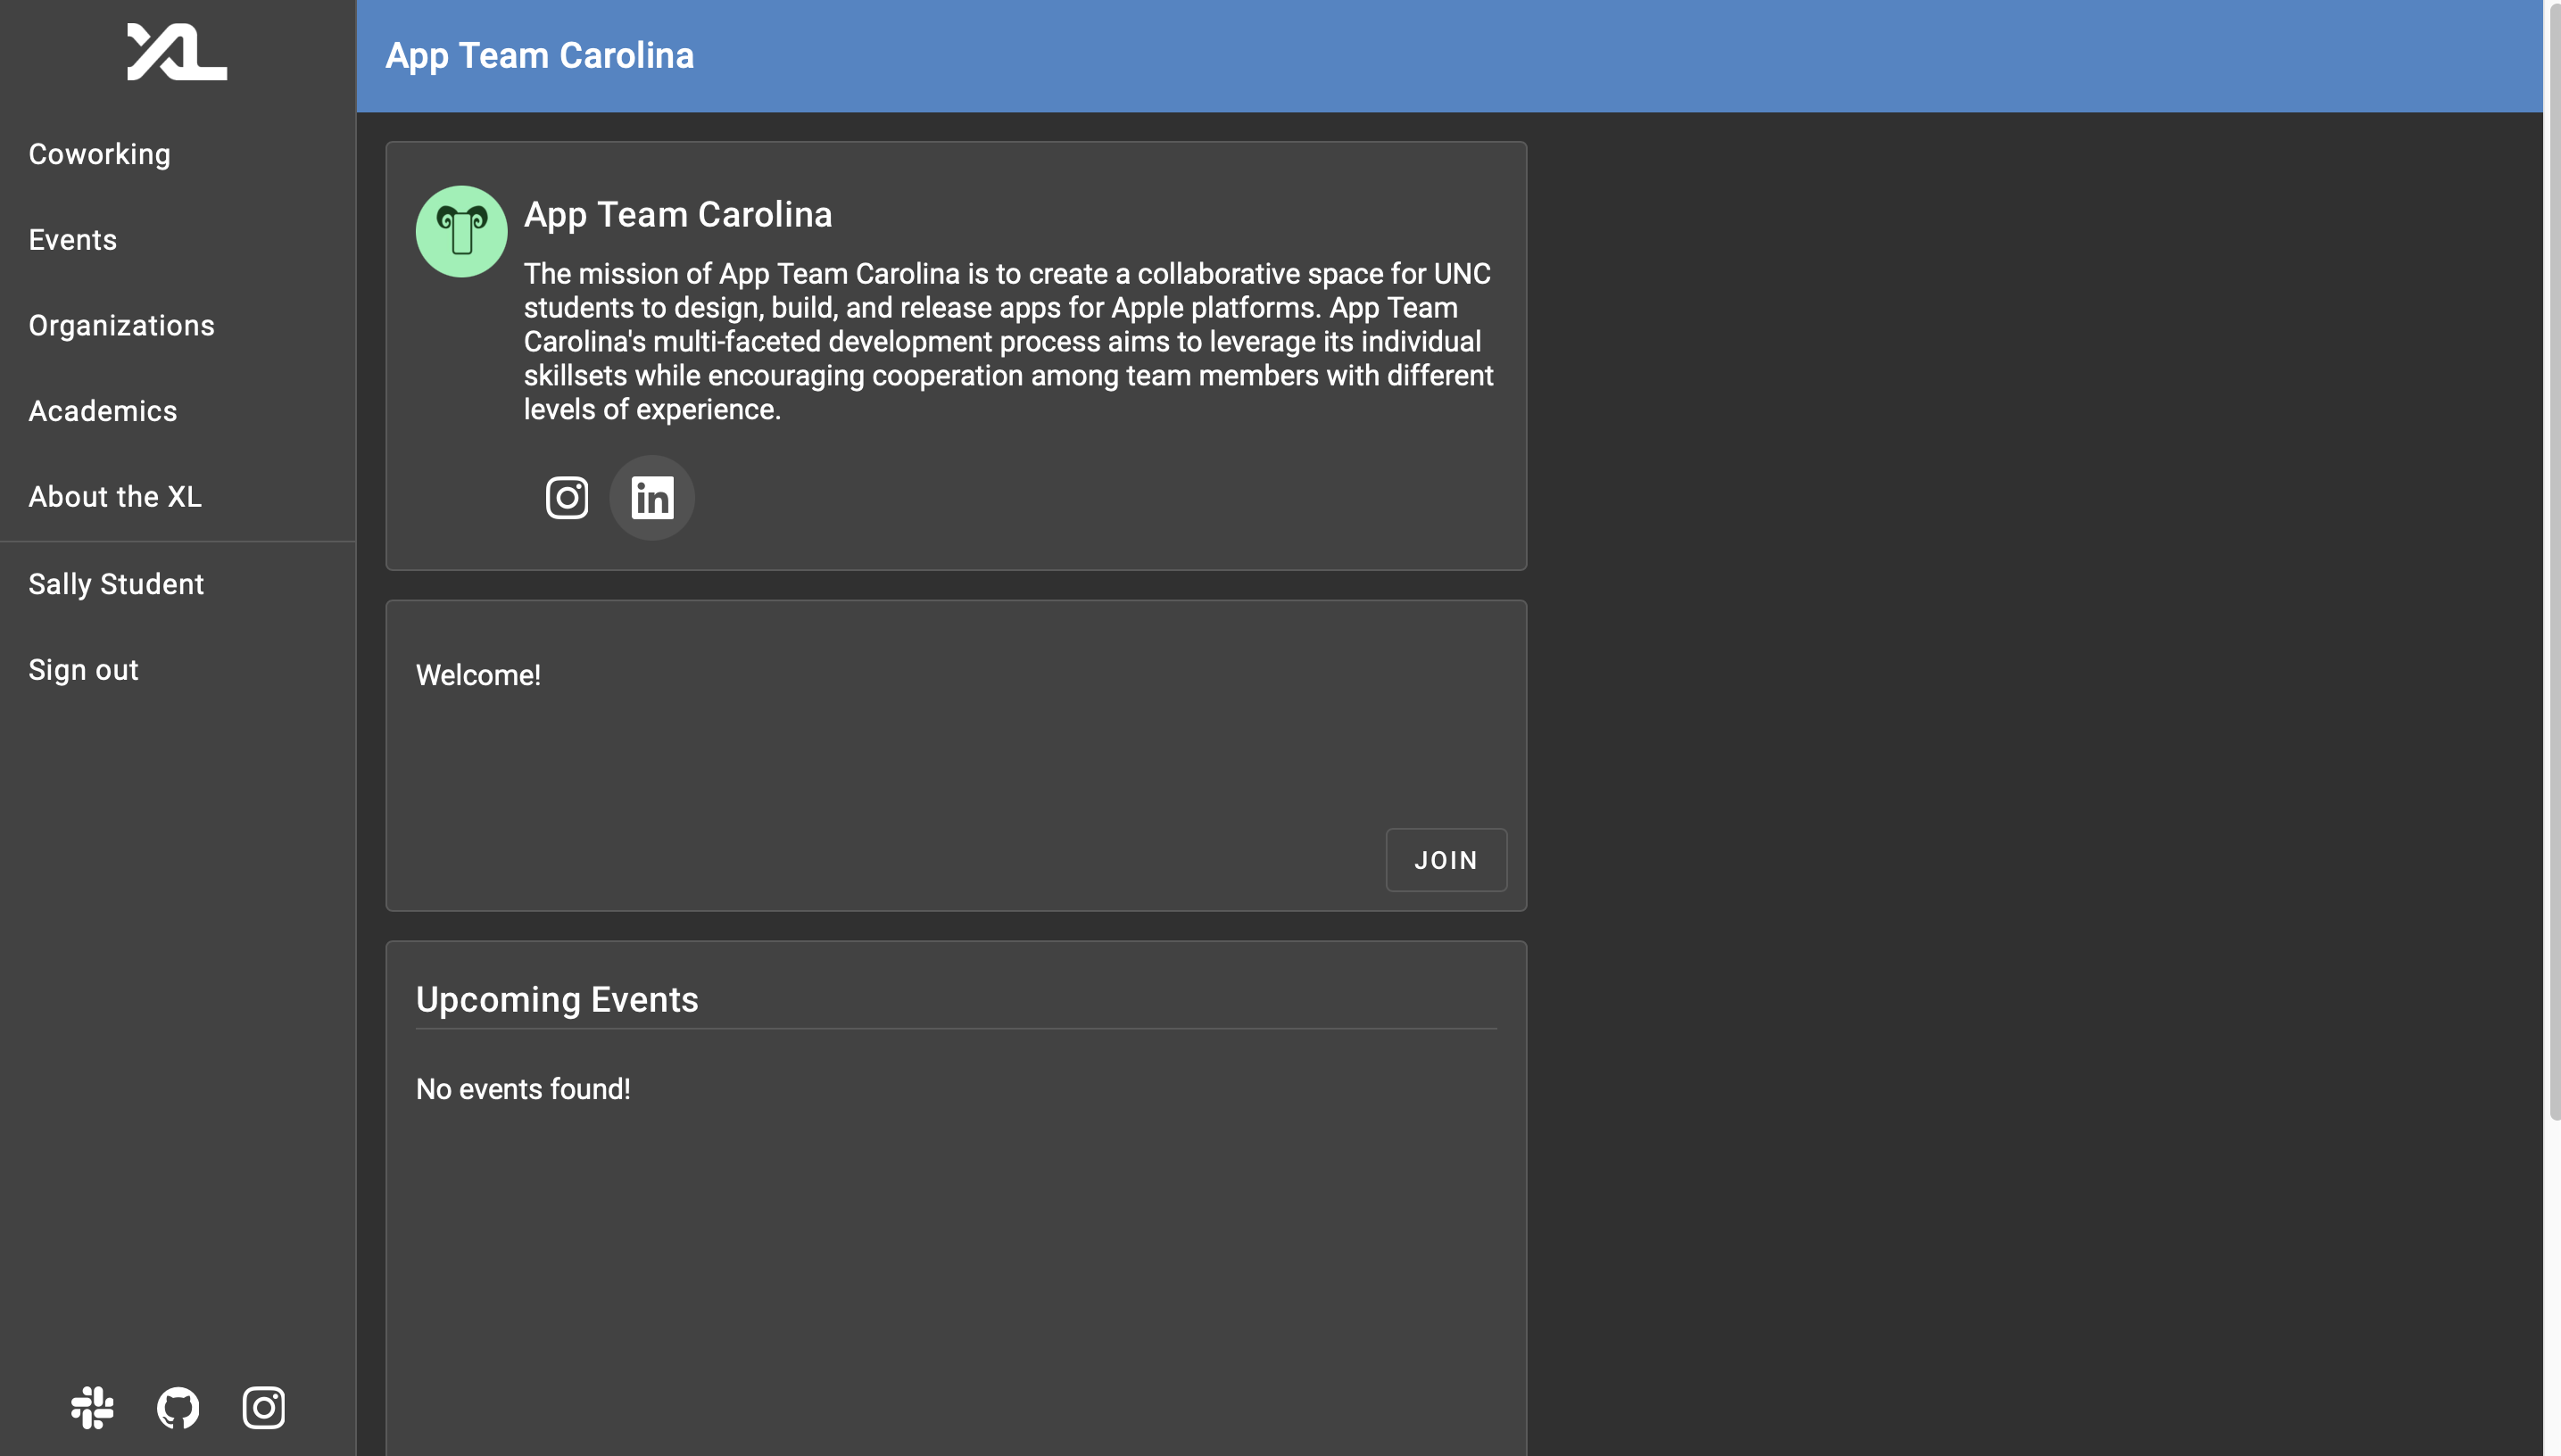 XL
App Team Carolina
Coworking
Events
Organizations
Academics
About the XL
Sally Student
Sign out
App Team Carolina
The mission of App Team Carolina is to create a collaborative space for UNC
students to design, build, and release apps for Apple platforms. App Team
Carolina's multi-faceted development process aims to leverage its individual
skillsets while encouraging cooperation among team members with different
levels of experience.
in
Welcome!
JOIN
Upcoming Events
No events found!